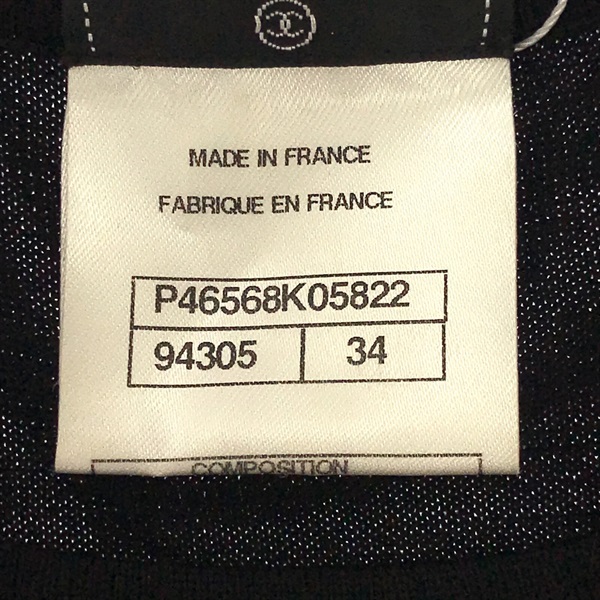 MADE IN FRANCE
FABRIQUE EN FRANCE
P46568K05822
94305 34
COMPOSITION